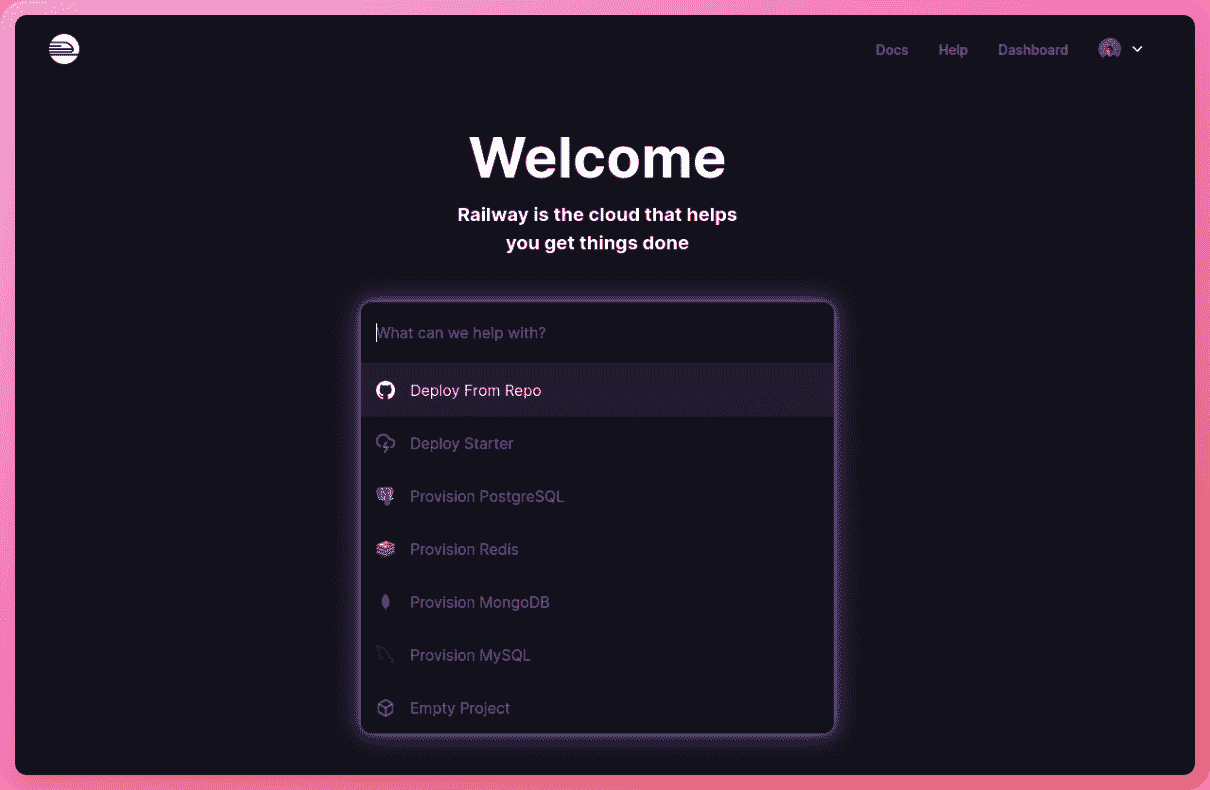 Docs Help Dashboard
Welcome
Railway is the cloud that helps
you get things done
What can we help with?
Deploy From Repo
Deploy Starter
Provision PostgreSQL
Provision Redis
Provision MongoDB
Provision MySQL
Empty Project